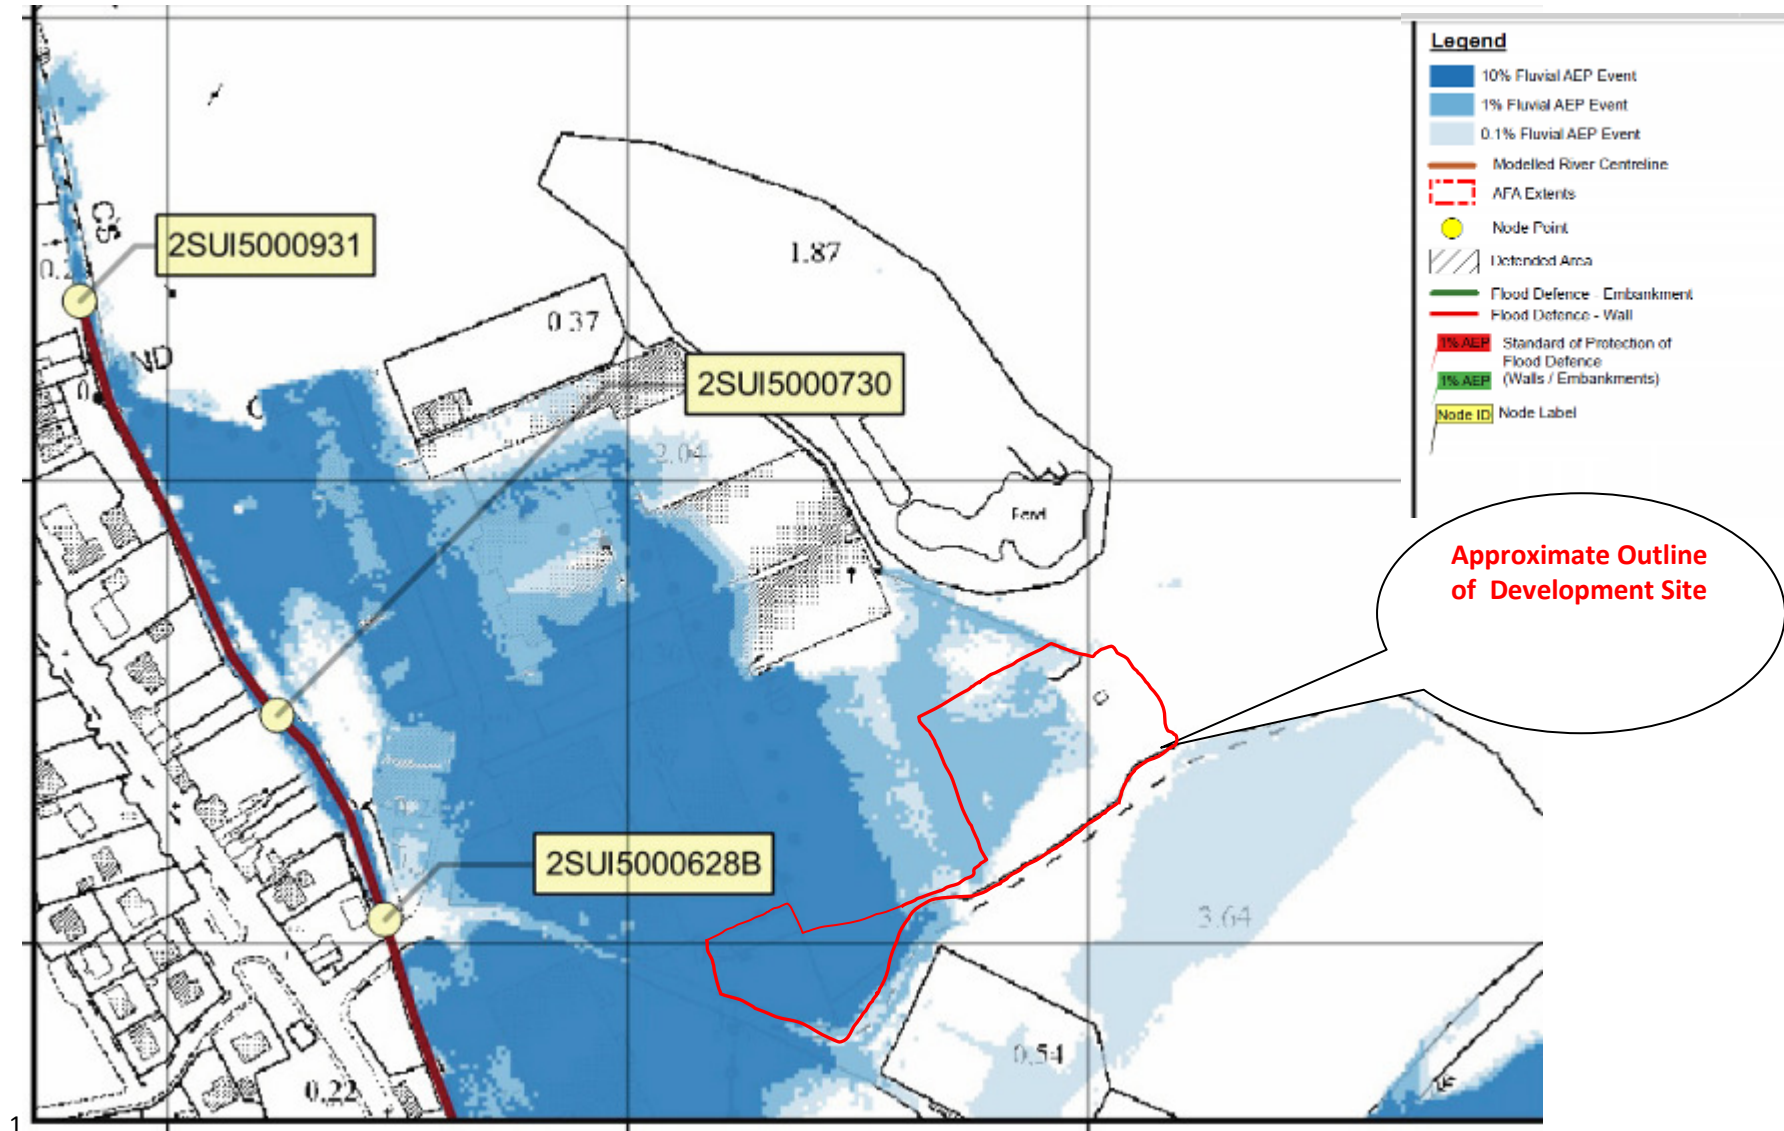 Legend
10% Fluvial AEP Event
1% Fluvial AEP Event
0.1% Fluvial AEP Event
Modelled River Centreline
AFA Extents
Node Point
Defended Area
Flood Defence - Embankment
Flood Defence - Wall
1% AEP Standard of Protection of
Flood Defence
1% AEP (Walls / Embankments)
Node ID Node Label
2SUI5000931
1.87
0.37
ND
2SUI5000730
2.04
Approximate Outline
of Development Site
2SUI5000628B
3.64
0.54
0.22
1